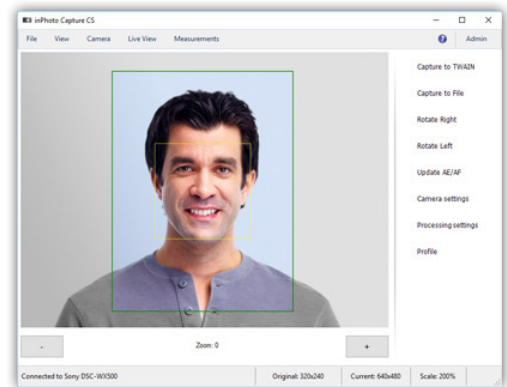 inPhoto Capture CS
File View Camera Live View Measurements ? Admin
Capture to TWAIN
Capture to File
Rotate Right
Rotate Left
Update AE/AF
Camera settings
Processing settings
Profile
- Zoom: 0 +
Connected to Sony DSC-WX500 Original: 320x240 Current: 640x480 Scale: 200%